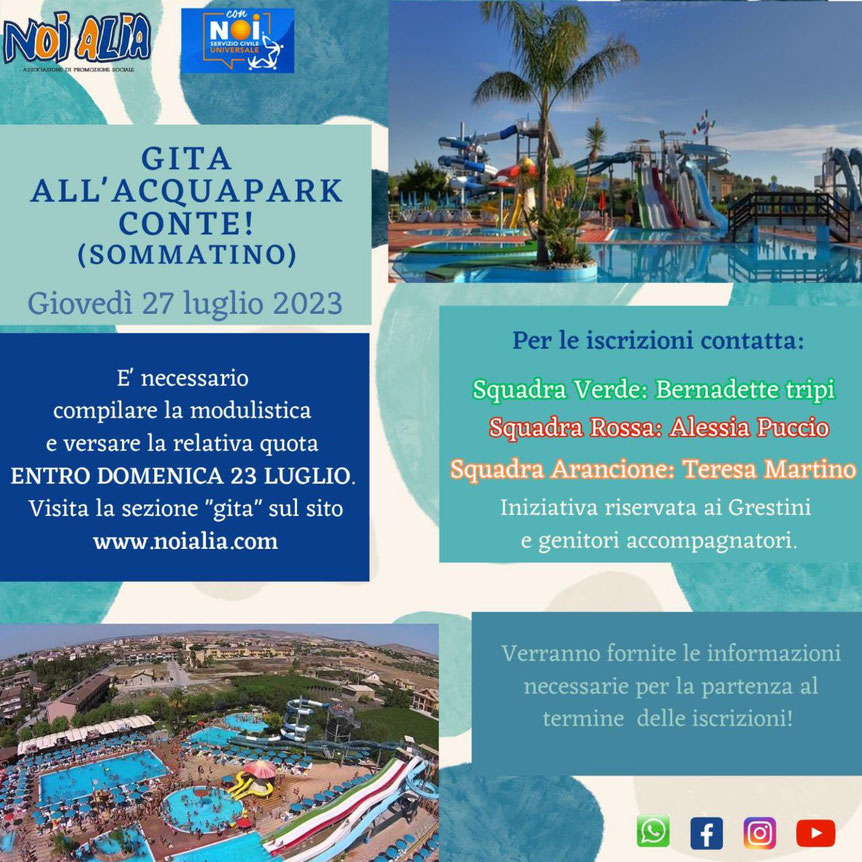 NOI ALIA
ASSOCIAZIONE DI PROMOZIONE SOCIALE
con
NOI
SERVIZIO CIVILE
UNIVERSALE
GITA
ALL'ACQUAPARK
CONTE!
(SOMMATINO)
Giovedì 27 luglio 2023
E' necessario
compilare la modulistica
e versare la relativa quota
ENTRO DOMENICA 23 LUGLIO.
Visita la sezione "gita" sul sito
www.noialia.com
Per le iscrizioni contatta:
Squadra Verde: Bernadette tripi
Squadra Rossa: Alessia Puccio
Squadra Arancione: Teresa Martino
Iniziativa riservata ai Grestini
e genitori accompagnatori.
Verranno fornite le informazioni
necessarie per la partenza al
termine delle iscrizioni!